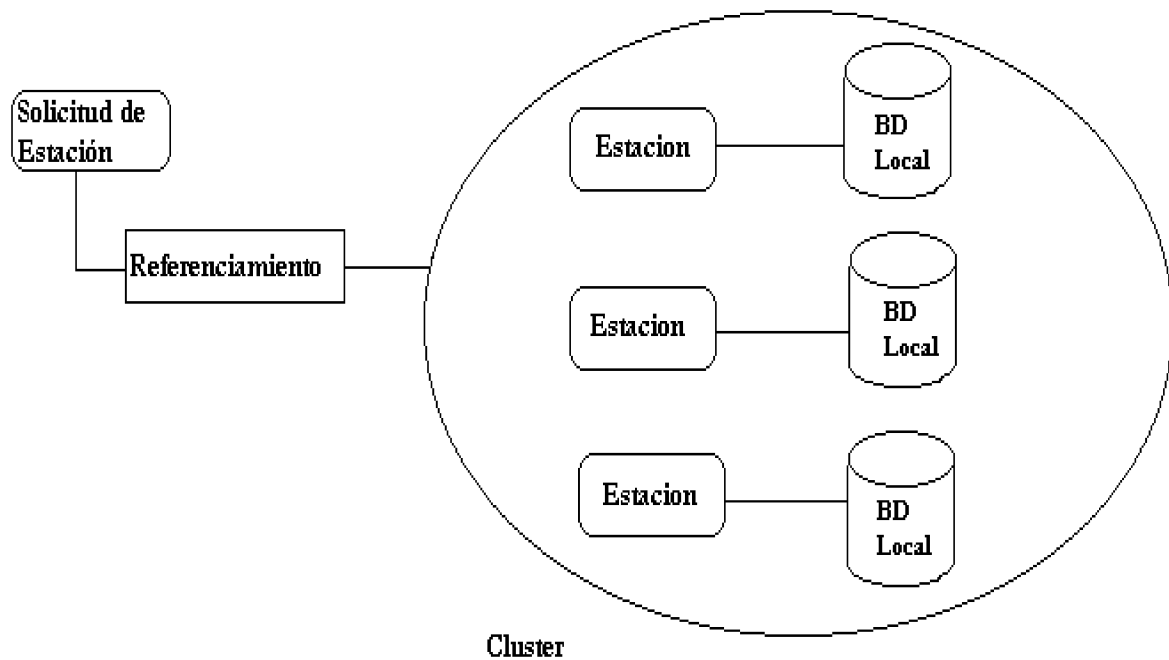 Solicitud de
Estación
Referenciamiento
Estacion
BD
Local
Estacion
BD
Local
Estacion
BD
Local
Cluster